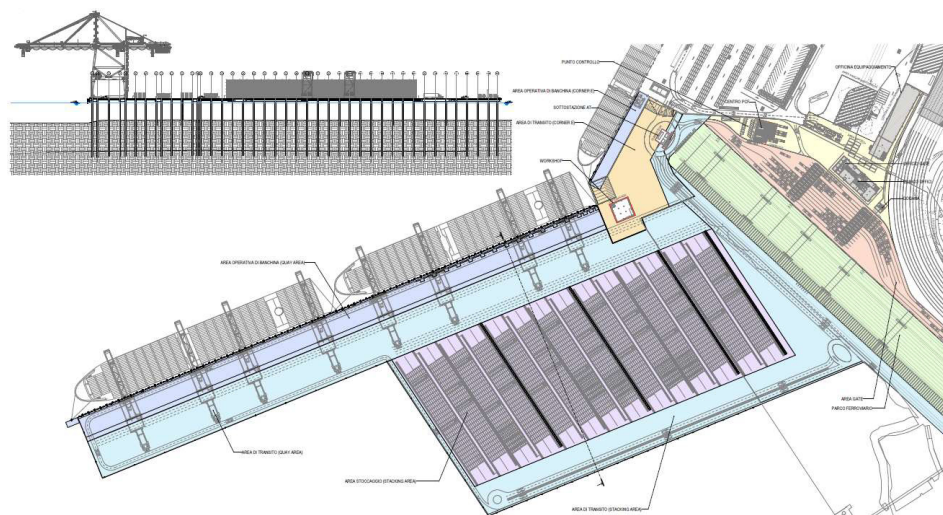 PUNTO CONTROLLO
OFFICINA EQUIPAGGIAMENTO
AREA OPERATIVA DI BANCHINA (CORNER E)
SOTTOSTAZIONE AT
CENTRO PCF
AREA DI TRANSITO (CORNER E)
WORKSHOP
DOGANA
AREA OPERATIVA DI BANCHINA (QUAY AREA)
AREA GATE
PARCO FERROVIARIO
AREA DI TRANSITO (QUAY AREA)
AREA STOCCAGGIO (STACKING AREA)
AREA DI TRANSITO (STACKING AREA)